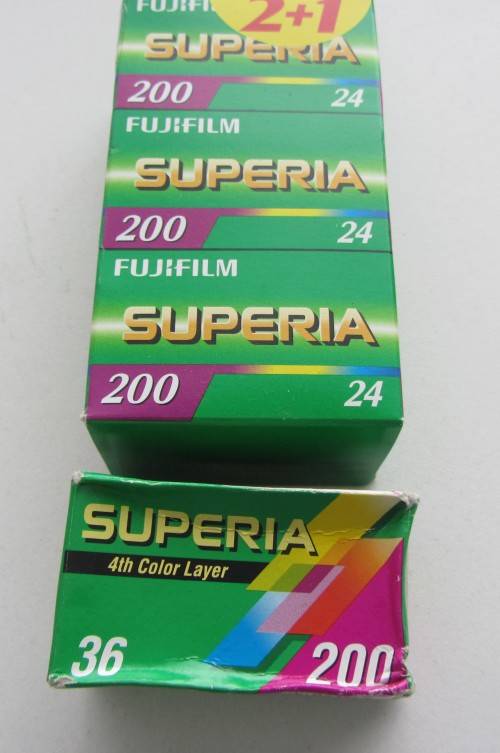 FUJIFILM
2+1
SUPERIA
200 24
FUJIFILM
SUPERIA
200 24
FUJIFILM
SUPERIA
200 24
SUPERIA
4th Color Layer
36 200